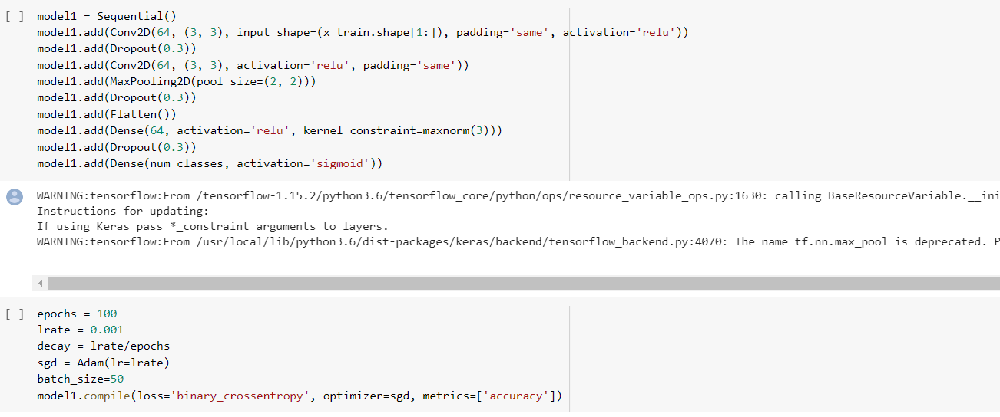 [ ] model1 = Sequential()
model1.add(Conv2D(64, (3, 3), input_shape=(x_train.shape[1:]), padding='same', activation='relu'))
model1.add(Dropout(0.3))
model1.add(Conv2D(64, (3, 3), activation='relu', padding='same'))
model1.add(MaxPooling2D(pool_size=(2, 2)))
model1.add(Dropout(0.3))
model1.add(Flatten())
model1.add(Dense(64, activation='relu', kernel_constraint=maxnorm(3)))
model1.add(Dropout(0.3))
model1.add(Dense(num_classes, activation='sigmoid'))
WARNING:tensorflow:From /tensorflow-1.15.2/python3.6/tensorflow_core/python/ops/resource_variable_ops.py:1630: calling BaseResourceVariable.__ini
Instructions for updating:
If using Keras pass *_constraint arguments to layers.
WARNING:tensorflow:From /usr/local/lib/python3.6/dist-packages/keras/backend/tensorflow_backend.py:4070: The name tf.nn.max_pool is deprecated. P
[ ] epochs = 100
lrate = 0.001
decay = lrate/epochs
sgd = Adam(lr=lrate)
batch_size=50
model1.compile(loss='binary_crossentropy', optimizer=sgd, metrics=['accuracy'])